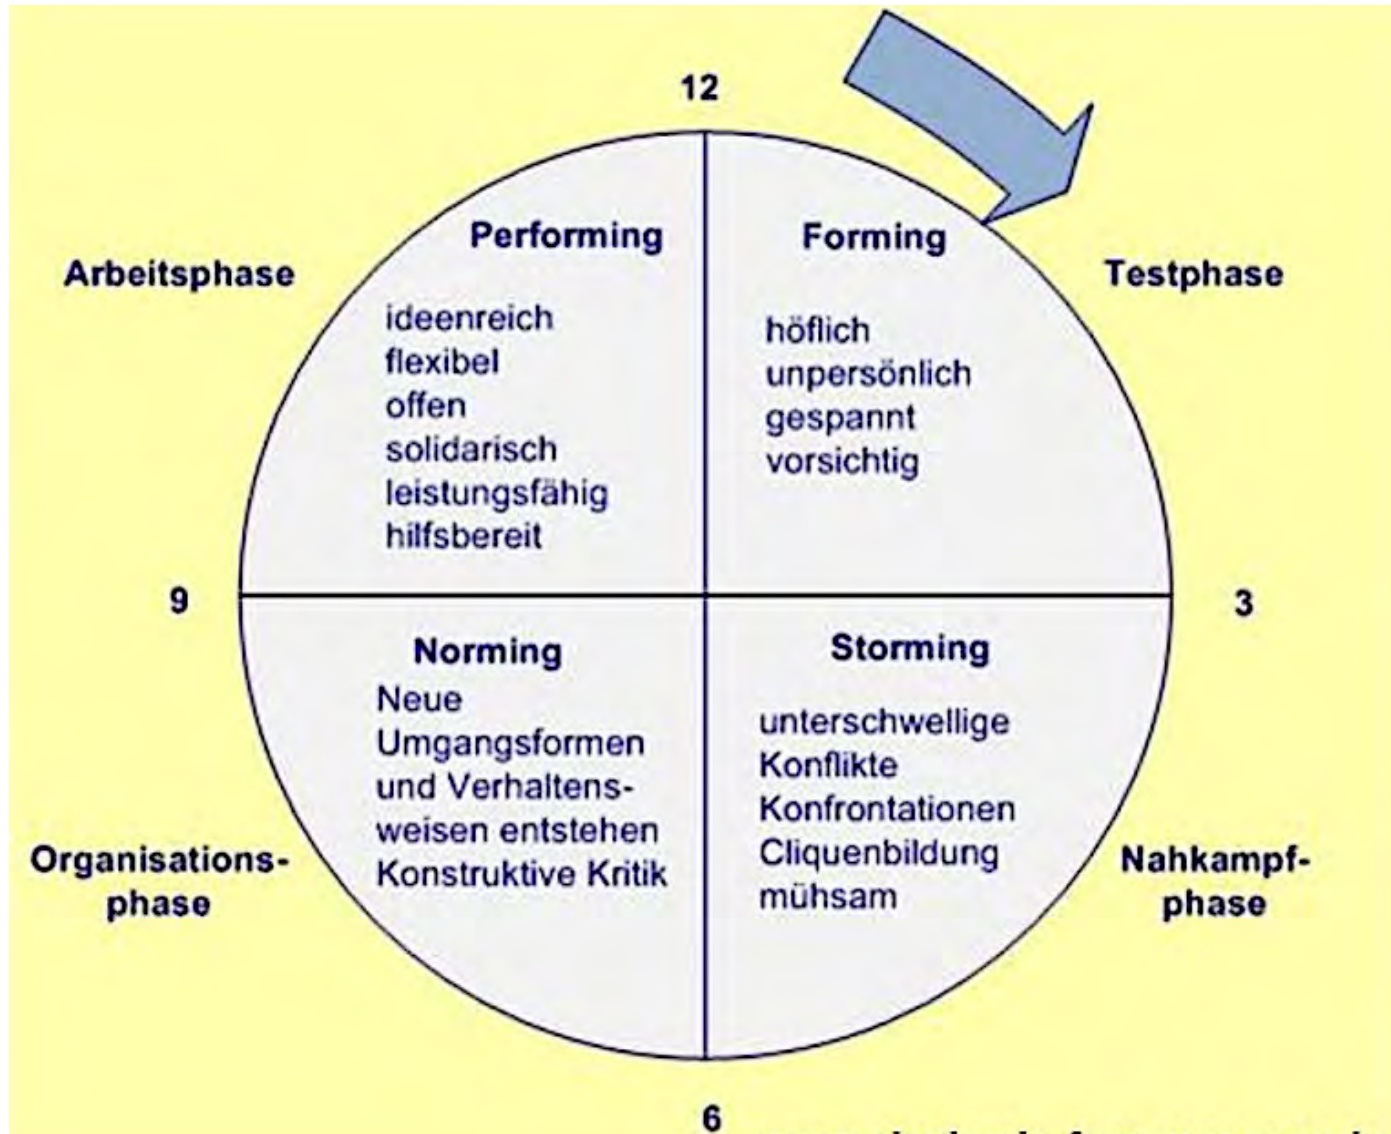 12
Performing
Forming
Arbeitsphase
Testphase
ideenreich
flexibel
offen
solidarisch
leistungsfähig
hilfsbereit
höflich
unpersönlich
gespannt
vorsichtig
9
3
Norming
Neue
Umgangsformen
und Verhaltens-
weisen entstehen
Konstruktive Kritik
Storming
unterschwellige
Konflikte
Konfrontationen
Cliquenbildung
mühsam
Organisations-
phase
Nahkampf-
phase
6